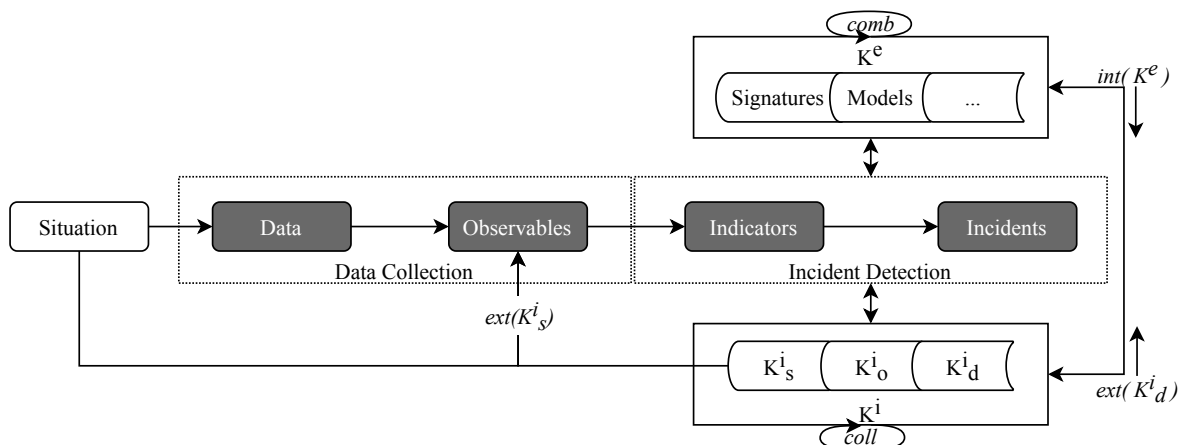 comb
K^e
Signatures Models ...
int(K^e)
Situation
Data
Observables
Indicators
Incidents
Data Collection
Incident Detection
ext(K^i_s)
K^i_s K^i_o K^i_d
ext(K^i_d)
K^i
coll